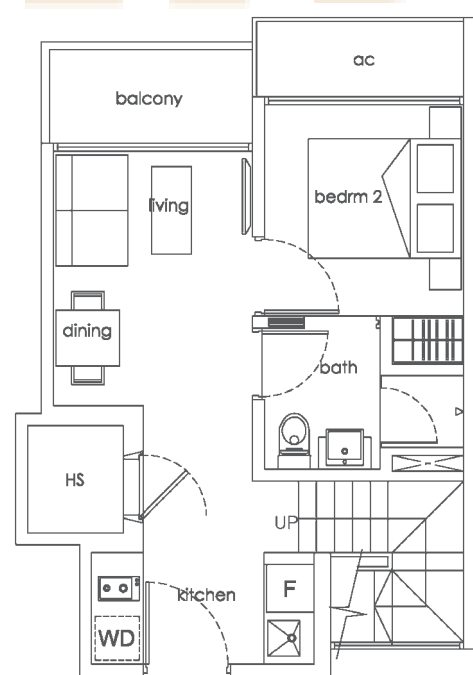 ac
balcony
living
bedrm 2
dining
bath
HS
UP
kitchen
F
WD